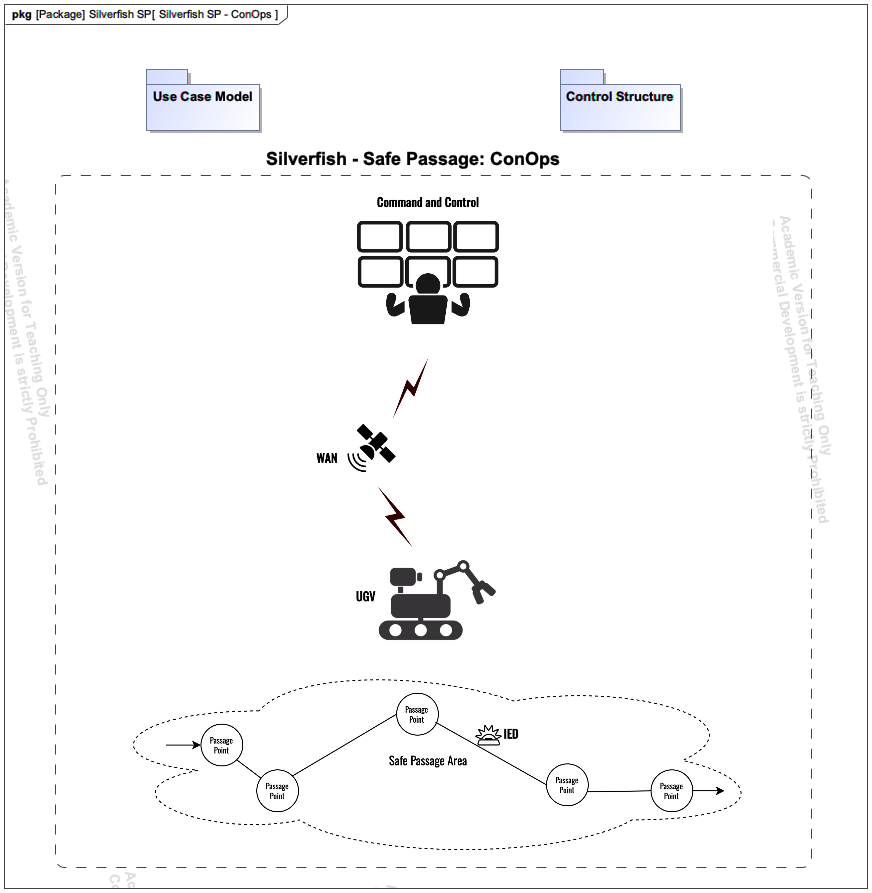 pkg [Package] Silverfish SP[ Silverfish SP - ConOps ]
Use Case Model
Control Structure
Silverfish - Safe Passage: ConOps
Academic Version for Teaching Only
Commercial Development is strictly Prohibited
Academic Version for Teaching Only
Development is strictly Prohibited
Command and Control
WAN
UGV
Passage
Point
IED
Passage
Point
Safe Passage Area
Passage
Point
Passage
Point
Passage
Point